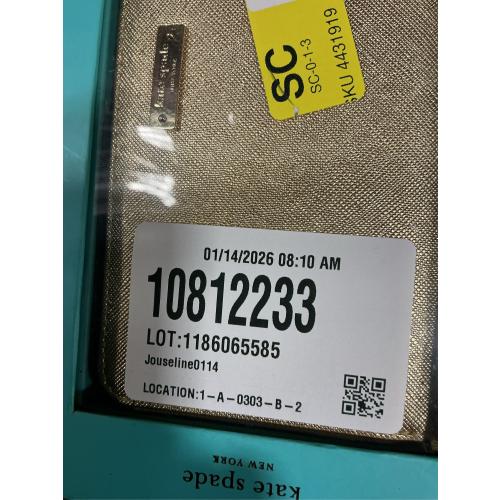 kate spade
NEW YORK
SC
SC-0-1-3
SKU 4431919
01/14/2026 08:10 AM
10812233
LOT:1186065585
Jouseline0114
LOCATION:1-A-0303-B-2
kate spade
NEW YORK